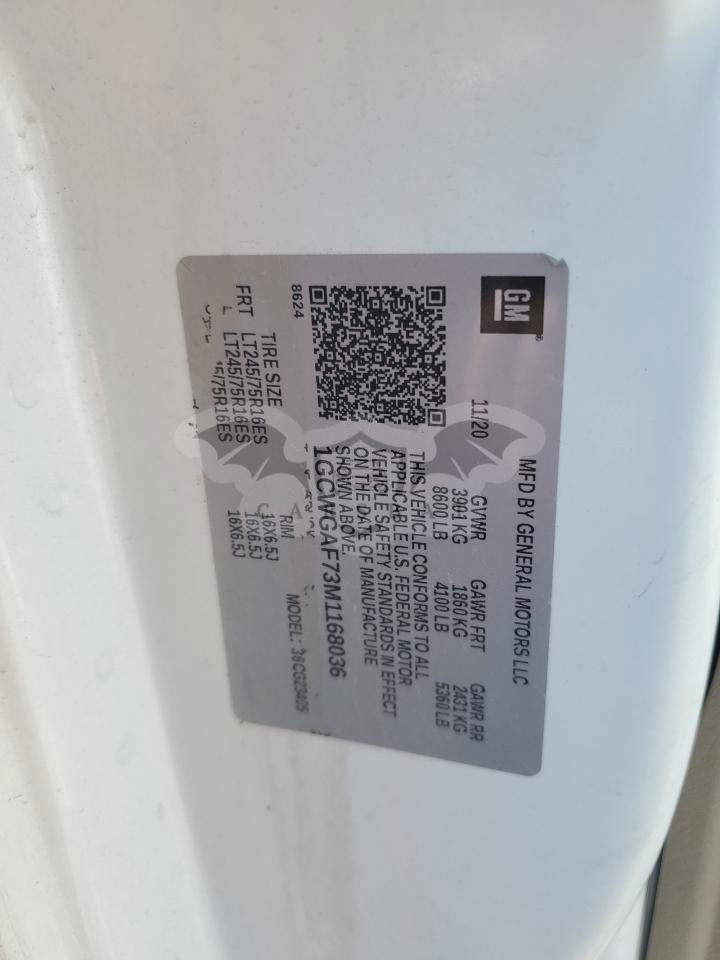 GM
MFD BY GENERAL MOTORS LLC
11/20
GVWR GAWR FRT GAWR RR
3901 KG 1860 KG 2431 KG
8600 LB 4100 LB 5360 LB
THIS VEHICLE CONFORMS TO ALL
APPLICABLE U.S. FEDERAL MOTOR
VEHICLE SAFETY STANDARDS IN EFFECT
ON THE DATE OF MANUFACTURE
SHOWN ABOVE.
1GCWGAF73M1168036
8624
MODEL: 36CG23405
TIRE SIZE RIM
FRT LT245/75R16ES 16X6.5J
LT245/75R16ES 16X6.5J
/75R16ES 16X6.5J